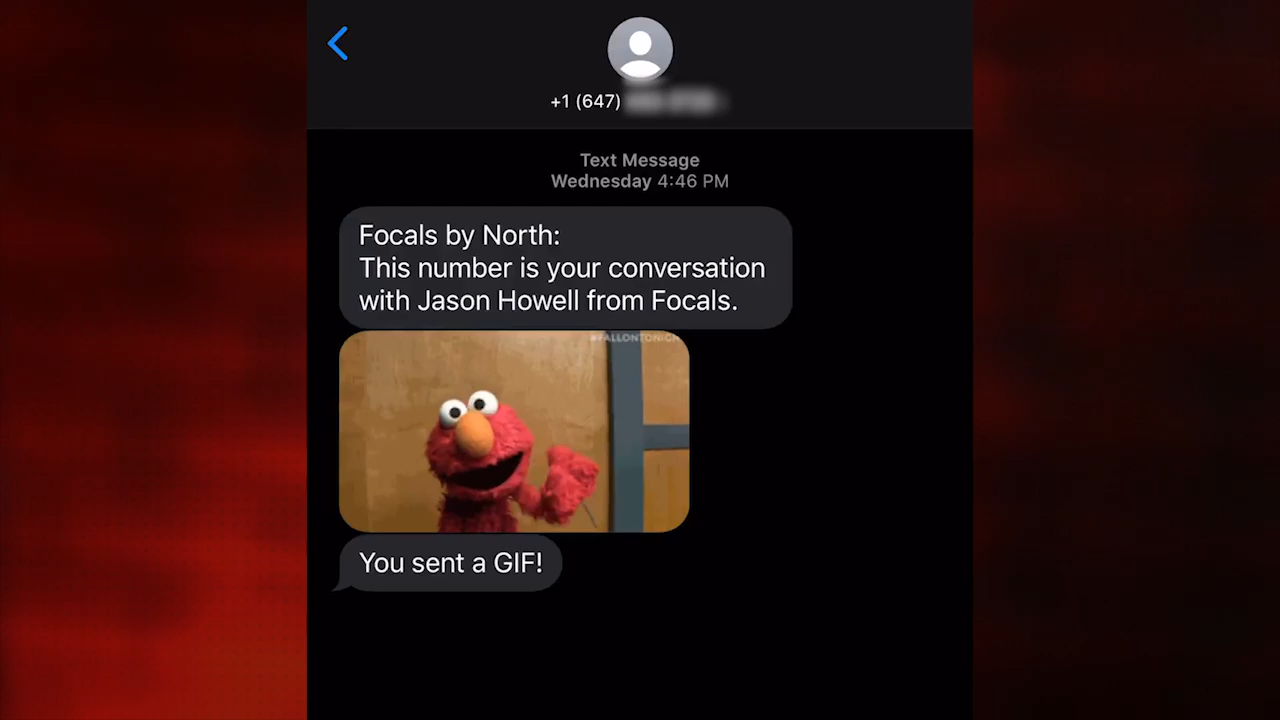 +1 (647)
Text Message
Wednesday 4:46 PM
Focals by North:
This number is your conversation
with Jason Howell from Focals.
#FALLONTONIGH
You sent a GIF!